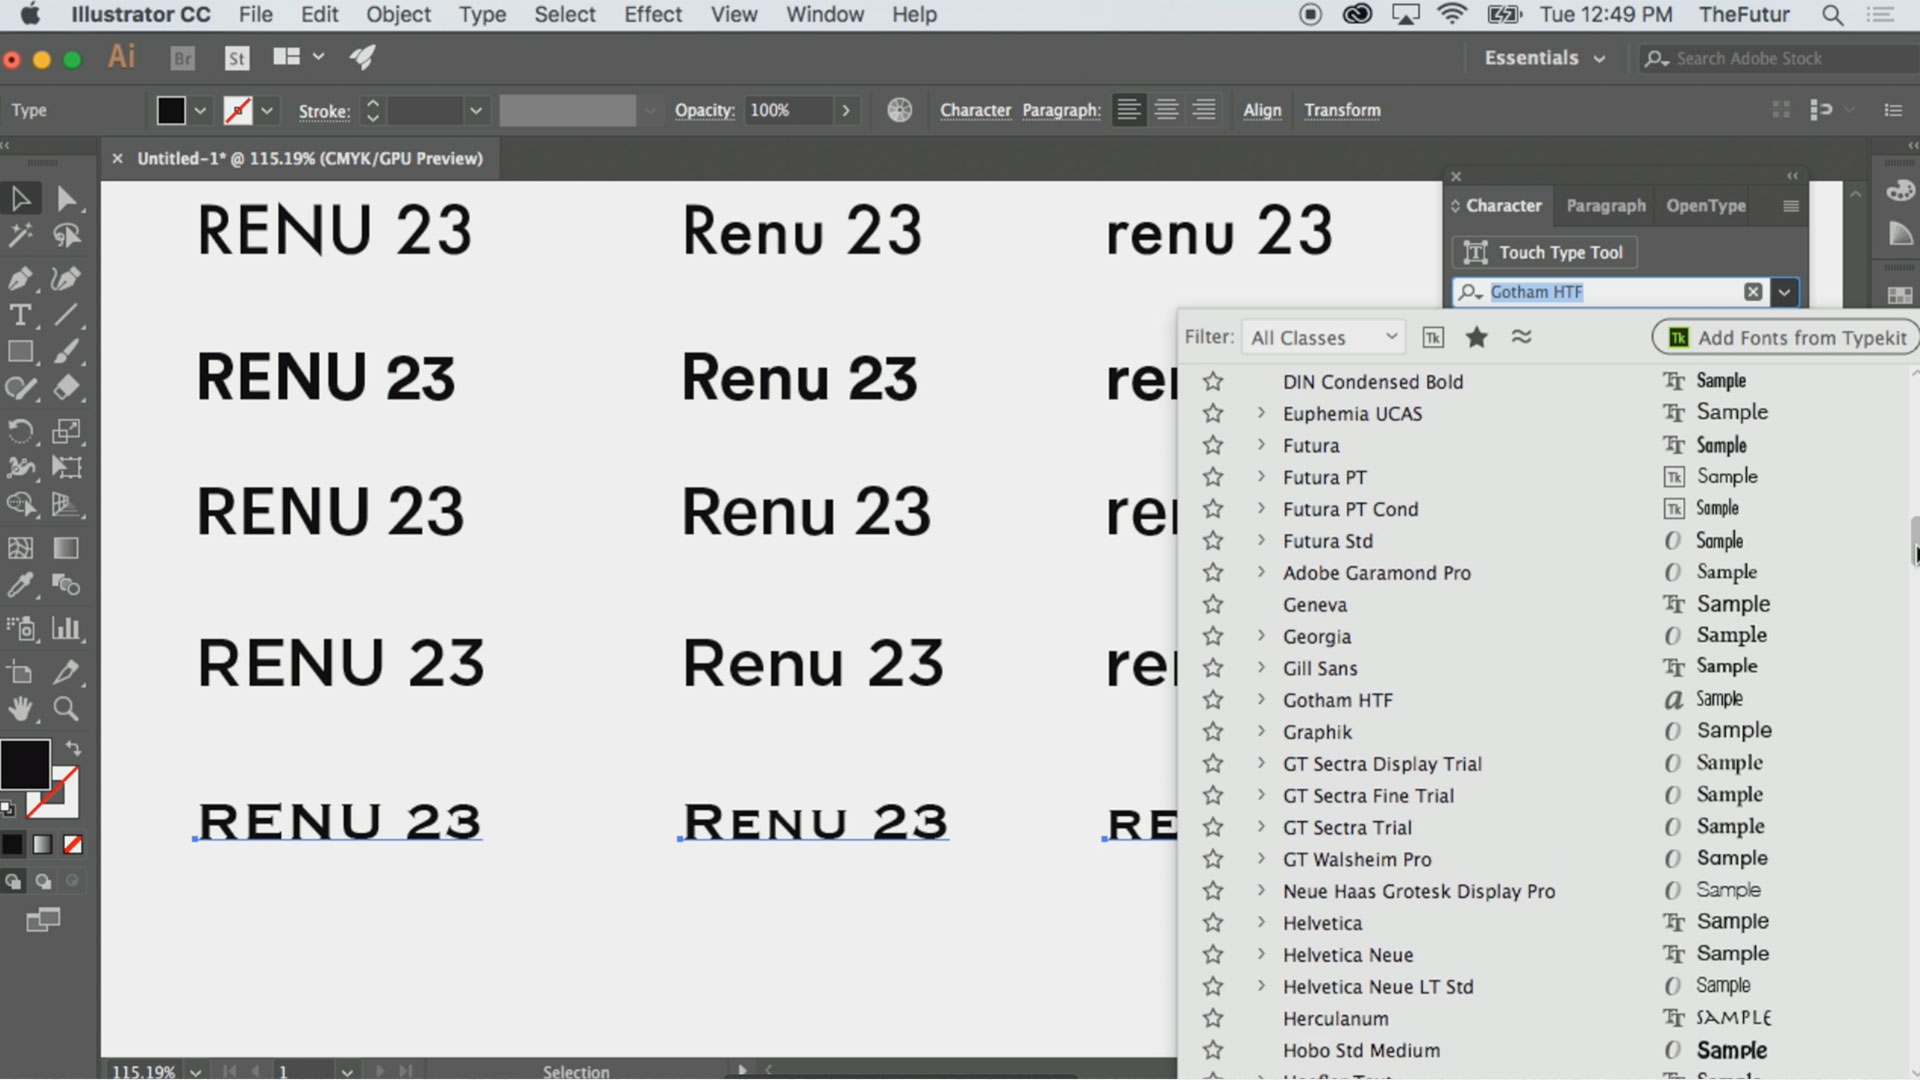 Illustrator CC File Edit Object Type Select Effect View Window Help Tue 12:49 PM TheFutur
Ai Br St Essentials Search Adobe Stock
Type Stroke: Opacity: 100% Character Paragraph: Align Transform
Untitled-1* @ 115.19% (CMYK/GPU Preview)
Character Paragraph OpenType
Touch Type Tool
Gotham HTF
Filter: All Classes Tk Tk Add Fonts from Typekit
RENU 23 Renu 23 renu 23
RENU 23 Renu 23 ren
RENU 23 Renu 23 ren
RENU 23 Renu 23 ren
RENU 23 RENU 23 RE
DIN Condensed Bold Sample
Euphemia UCAS Sample
Futura Sample
Futura PT Tk Sample
Futura PT Cond Tk Sample
Futura Std Sample
Adobe Garamond Pro Sample
Geneva Sample
Georgia Sample
Gill Sans Sample
Gotham HTF Sample
Graphik Sample
GT Sectra Display Trial Sample
GT Sectra Fine Trial Sample
GT Sectra Trial Sample
GT Walsheim Pro Sample
Neue Haas Grotesk Display Pro Sample
Helvetica Sample
Helvetica Neue Sample
Helvetica Neue LT Std Sample
Herculanum SAMPLE
Hobo Std Medium Sample
115.19% 1 Selection